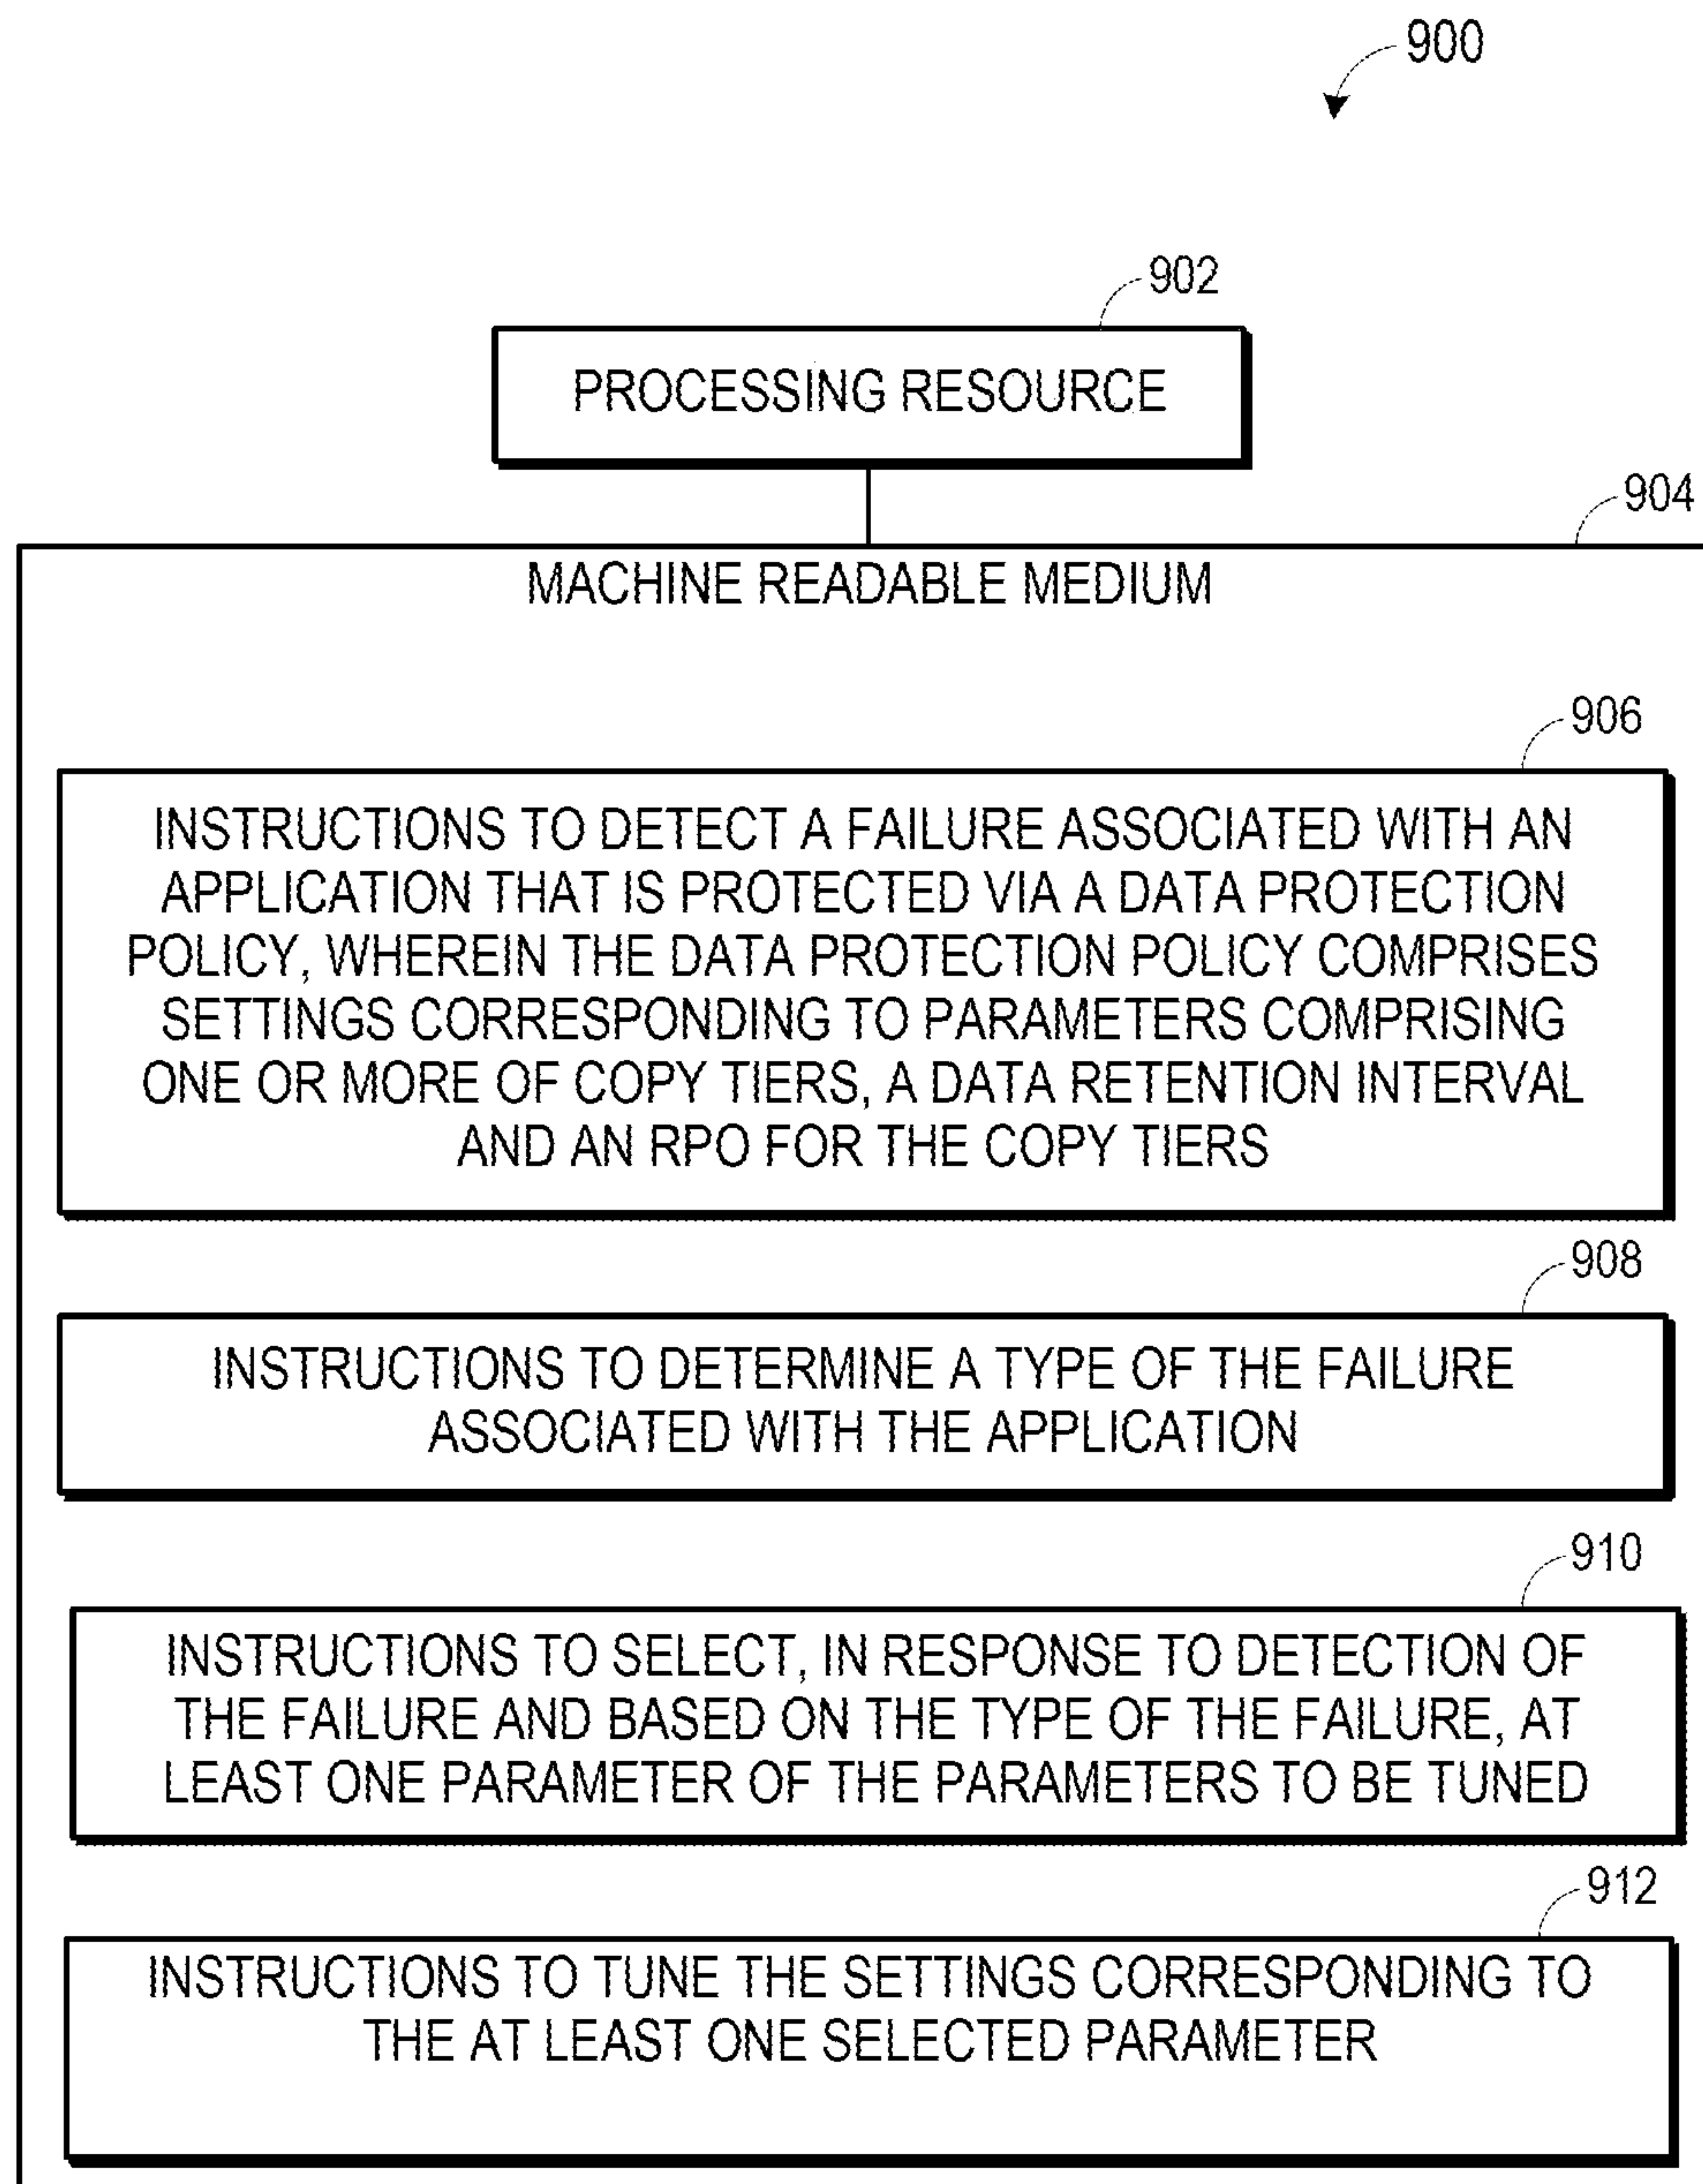 900
902
PROCESSING RESOURCE
904
MACHINE READABLE MEDIUM
906
INSTRUCTIONS TO DETECT A FAILURE ASSOCIATED WITH AN
APPLICATION THAT IS PROTECTED VIA A DATA PROTECTION
POLICY, WHEREIN THE DATA PROTECTION POLICY COMPRISES
SETTINGS CORRESPONDING TO PARAMETERS COMPRISING
ONE OR MORE OF COPY TIERS, A DATA RETENTION INTERVAL
AND AN RPO FOR THE COPY TIERS
908
INSTRUCTIONS TO DETERMINE A TYPE OF THE FAILURE
ASSOCIATED WITH THE APPLICATION
910
INSTRUCTIONS TO SELECT, IN RESPONSE TO DETECTION OF
THE FAILURE AND BASED ON THE TYPE OF THE FAILURE, AT
LEAST ONE PARAMETER OF THE PARAMETERS TO BE TUNED
912
INSTRUCTIONS TO TUNE THE SETTINGS CORRESPONDING TO
THE AT LEAST ONE SELECTED PARAMETER